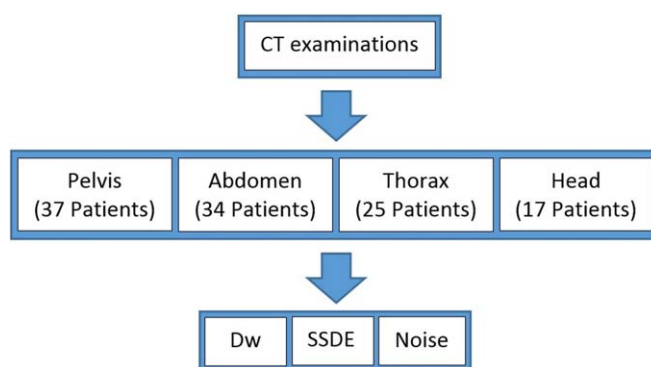 CT examinations
Pelvis
(37 Patients)
Abdomen
(34 Patients)
Thorax
(25 Patients)
Head
(17 Patients)
Dw
SSDE
Noise